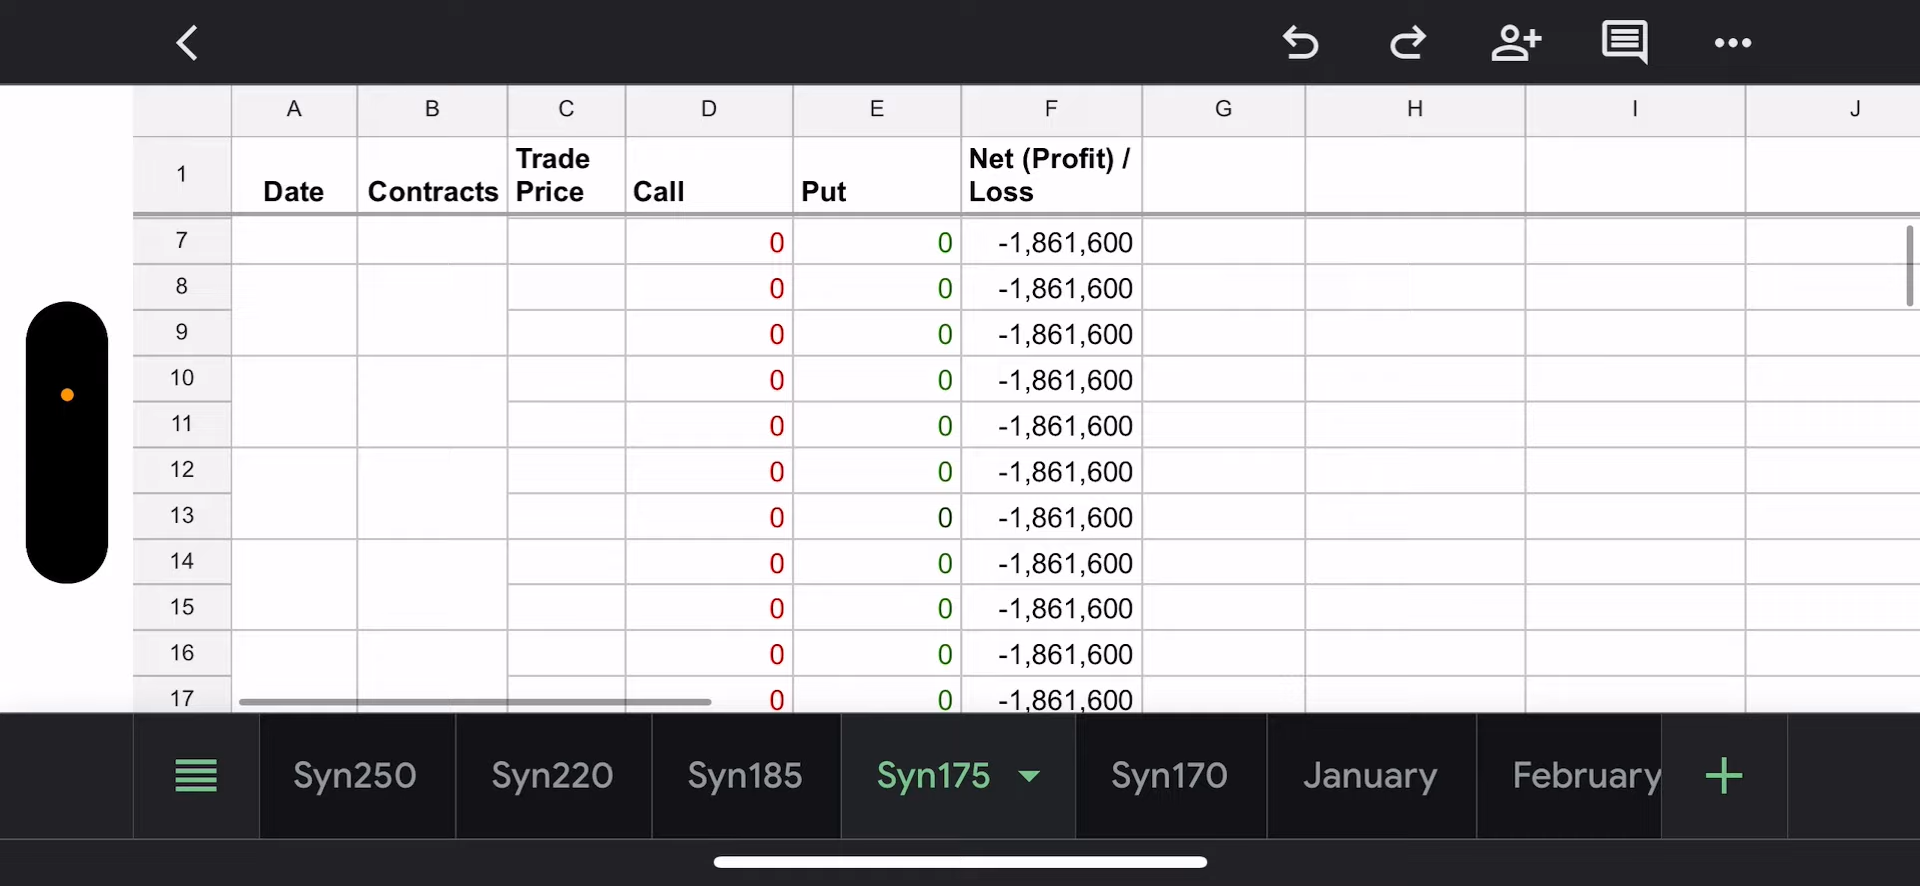 A B C D E F G H I J
1 Date Contracts Trade Price Call Put Net (Profit) / Loss
7 0 0 -1,861,600
8 0 0 -1,861,600
9 0 0 -1,861,600
10 0 0 -1,861,600
11 0 0 -1,861,600
12 0 0 -1,861,600
13 0 0 -1,861,600
14 0 0 -1,861,600
15 0 0 -1,861,600
16 0 0 -1,861,600
17 0 0 -1,861,600
Syn250 Syn220 Syn185 Syn175 Syn170 January February